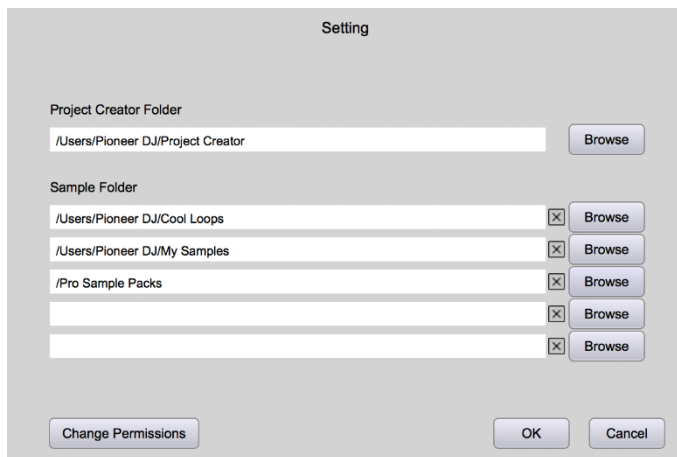 Setting
Project Creator Folder
/Users/Pioneer DJ/Project Creator Browse
Sample Folder
/Users/Pioneer DJ/Cool Loops Browse
/Users/Pioneer DJ/My Samples Browse
/Pro Sample Packs Browse
Browse
Browse
Change Permissions OK Cancel